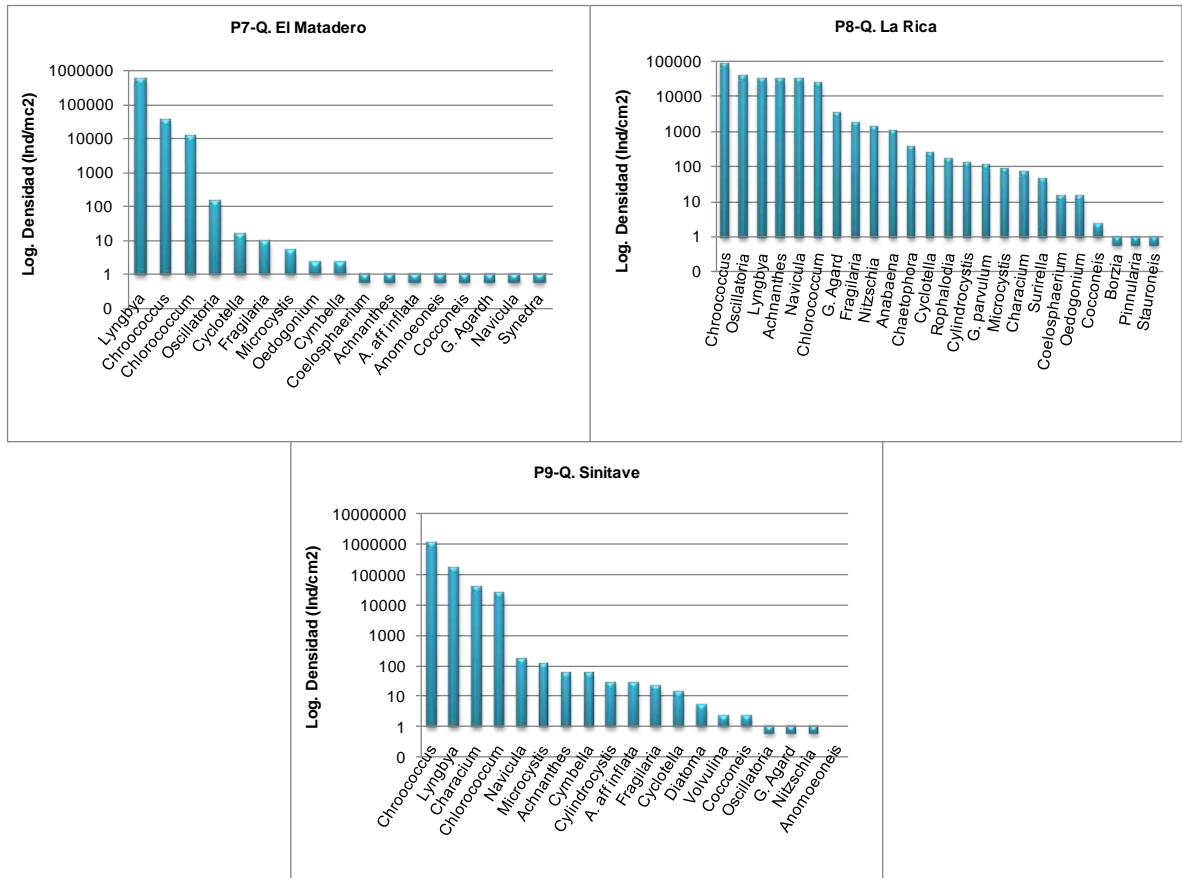 P7-Q. El Matadero
Log. Densidad (Ind/mc2)
1000000
100000
10000
1000
100
10
1
0
Lyngbya
Chroococcus
Chlorococcum
Oscillatoria
Cyclotella
Fragilaria
Microcystis
Oedogonium
Cymbella
Coelosphaerium
Achnanthes
A. aff inflata
Anomoeoneis
Cocconeis
G. Agardh
Navicula
Synedra
P8-Q. La Rica
Log. Densidad (Ind/cm2)
100000
10000
1000
100
10
1
0
Chroococcus
Oscillatoria
Lyngbya
Achnanthes
Navicula
Chlorococcum
G. Agard
Fragilaria
Nitzschia
Anabaena
Chaetophora
Cyclotella
Rophalodia
Cylindrocystis
G. parvulum
Microcystis
Characium
Surirella
Coelosphaerium
Oedogonium
Cocconeis
Borzia
Pinnularia
Stauroneis
P9-Q. Sinitave
Log. Densidad (Ind/cm2)
10000000
1000000
100000
10000
1000
100
10
1
0
Chroococcus
Lyngbya
Characium
Chlorococcum
Navicula
Microcystis
Achnanthes
Cymbella
Cylindrocystis
A. aff inflata
Fragilaria
Cyclotella
Diatoma
Volvulina
Cocconeis
Oscillatoria
G. Agard
Nitzschia
Anomoeoneis